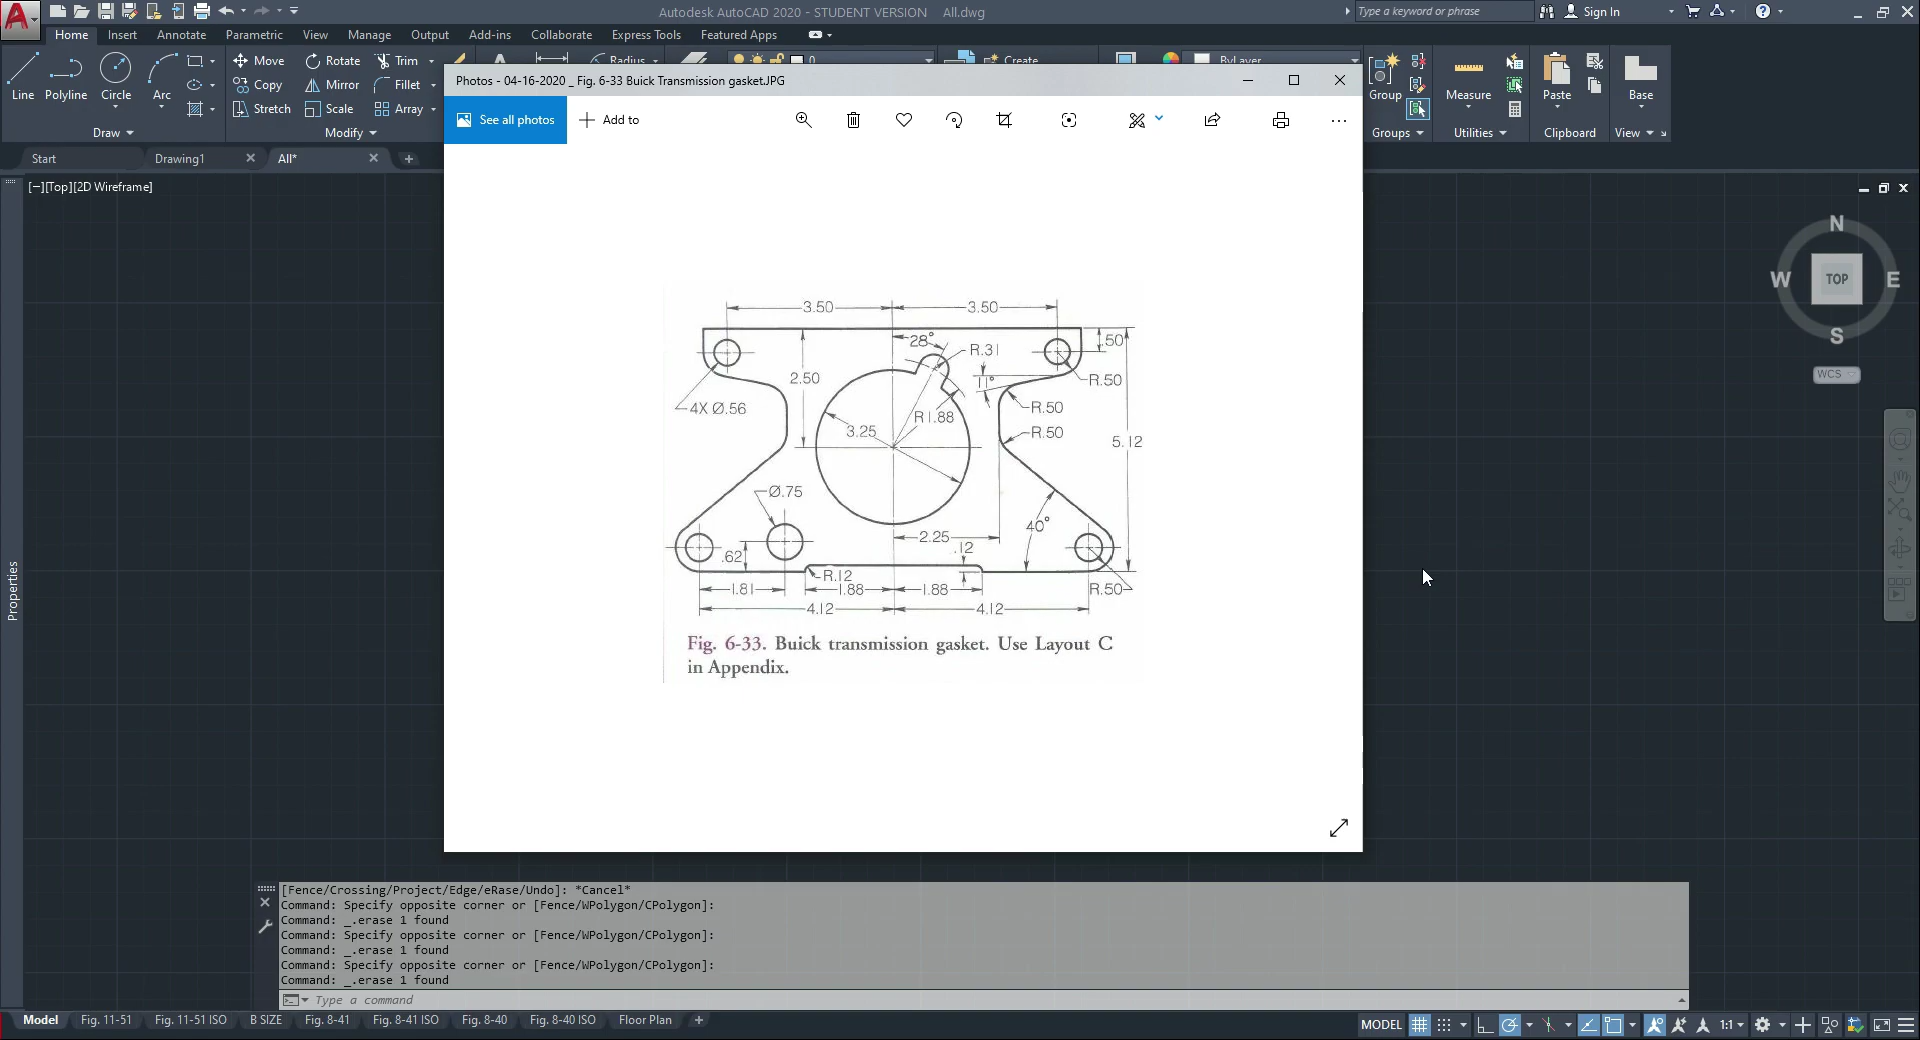 Autodesk AutoCAD 2020 - STUDENT VERSION All.dwg
Type a keyword or phrase
Sign In
Home Insert Annotate Parametric View Manage Output Add-ins Collaborate Express Tools Featured Apps
Line Polyline Circle Arc
Move Rotate Trim
Copy Mirror Fillet
Stretch Scale Array
Radius
0
Create
ByLayer
Group Measure Paste Base
Draw Modify Groups Utilities Clipboard View
Start Drawing1 All*
[−][Top][2D Wireframe]
Properties
Photos - 04-16-2020 _ Fig. 6-33 Buick Transmission gasket.JPG
See all photos Add to
3.50 3.50
28°
.50
R.31
2.50
11°
R.50
4X Ø.56
R1.88
R.50
3.25
R.50
5.12
Ø.75
40°
2.25
.12
.62
R.12
1.81 1.88 1.88 R.50
4.12 4.12
Fig. 6-33. Buick transmission gasket. Use Layout C
in Appendix.
N
W TOP E
S
WCS
[Fence/Crossing/Project/Edge/eRase/Undo]: *Cancel*
Command: Specify opposite corner or [Fence/WPolygon/CPolygon]:
Command: _.erase 1 found
Command: Specify opposite corner or [Fence/WPolygon/CPolygon]:
Command: _.erase 1 found
Command: Specify opposite corner or [Fence/WPolygon/CPolygon]:
Command: _.erase 1 found
Type a command
Model Fig. 11-51 Fig. 11-51 ISO B SIZE Fig. 8-41 Fig. 8-41 ISO Fig. 8-40 Fig. 8-40 ISO Floor Plan
MODEL 1:1